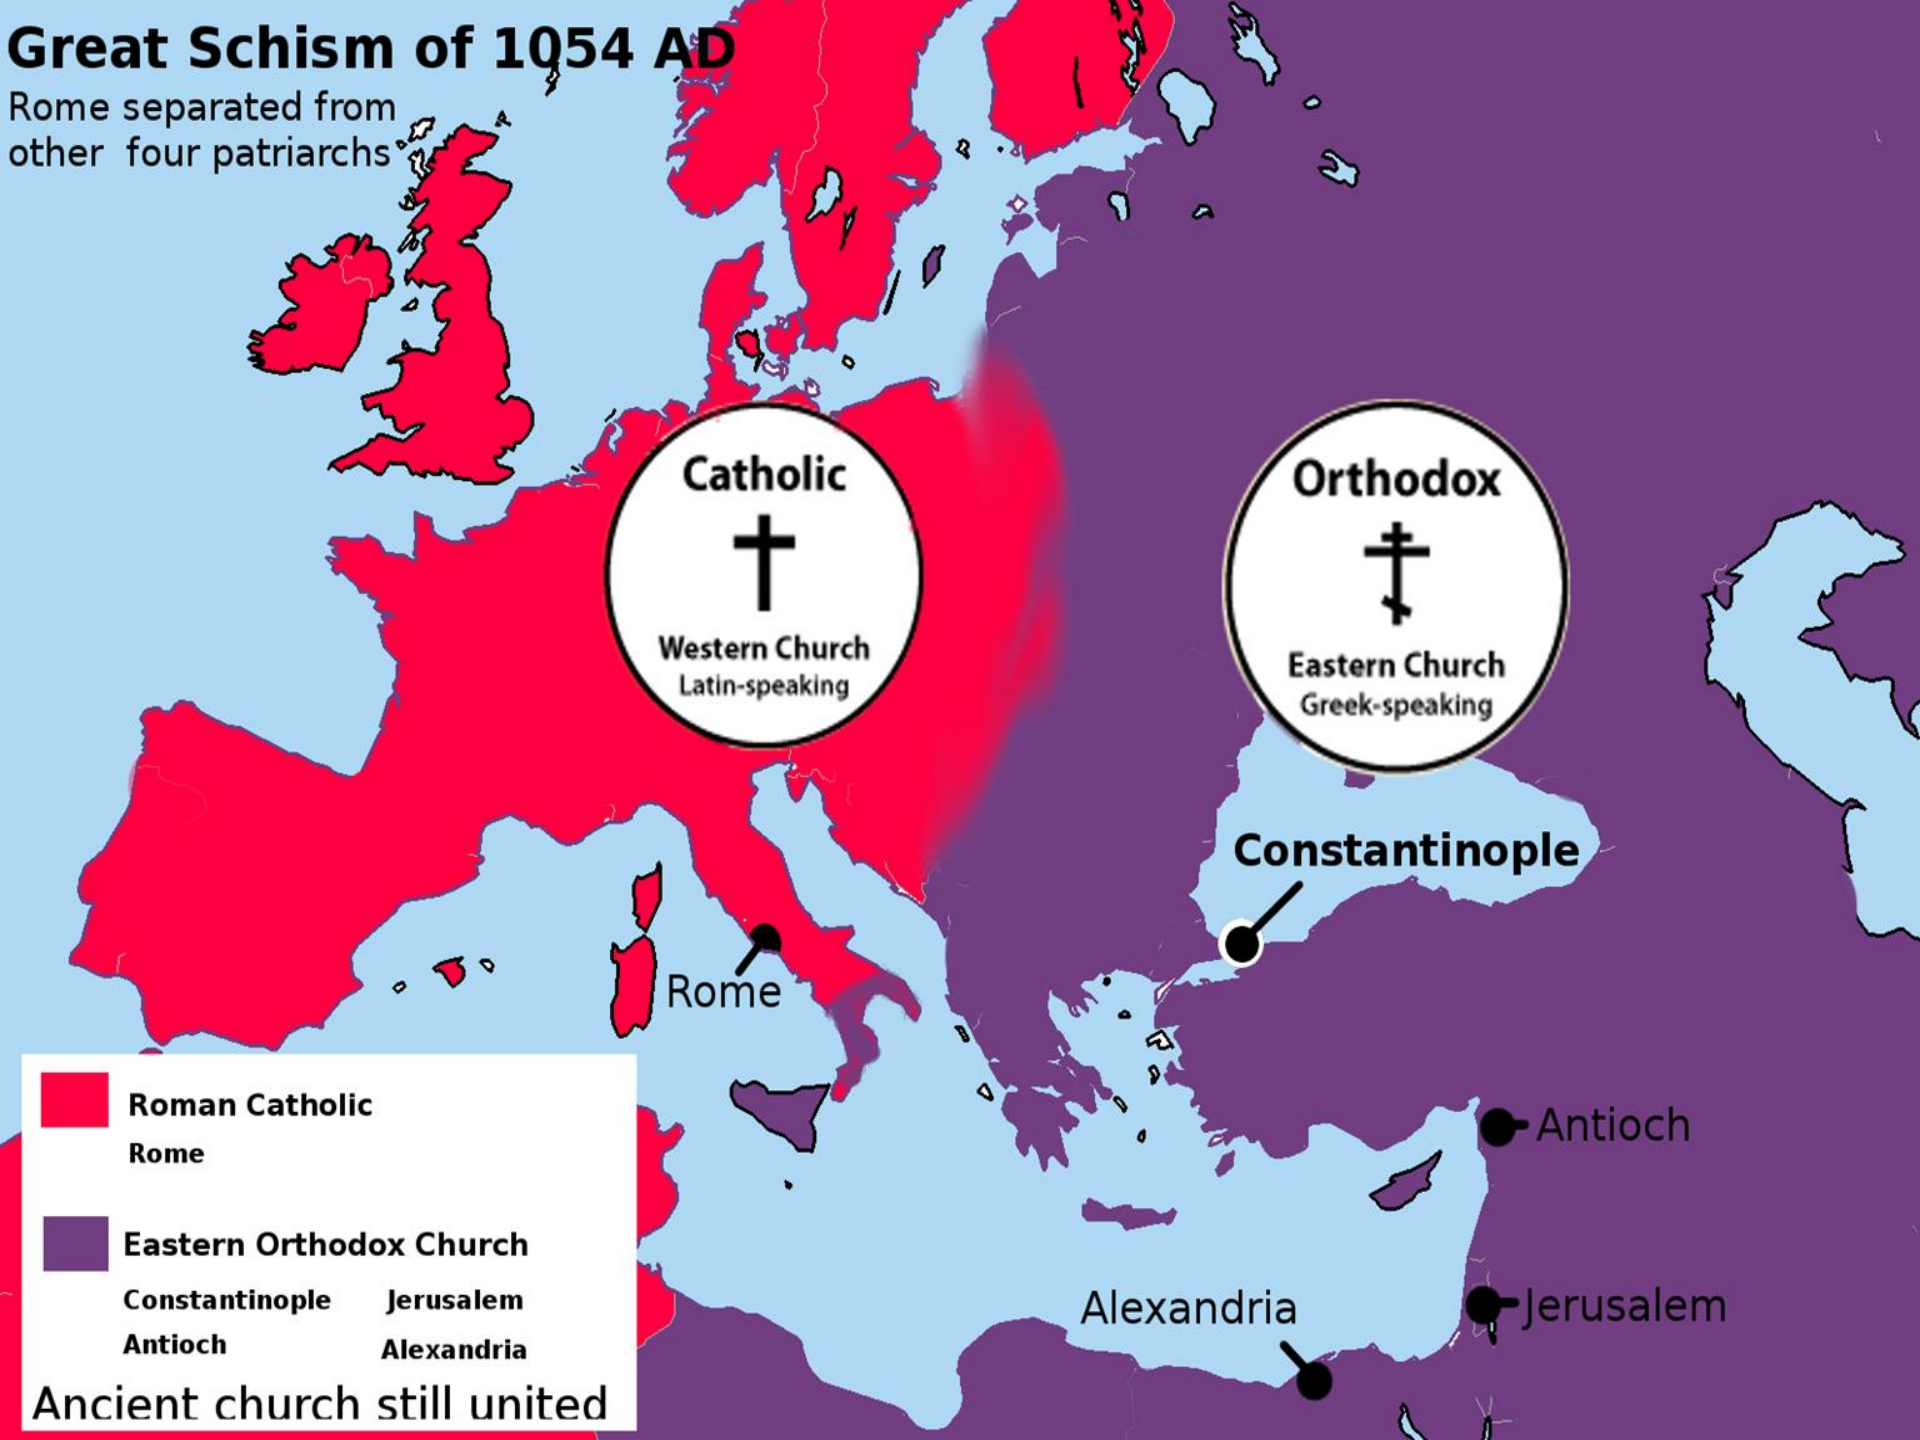 Great Schism of 1054 AD
Rome separated from
other four patriarchs
Catholic
Western Church
Latin-speaking
Orthodox
Eastern Church
Greek-speaking
Constantinople
Rome
Antioch
Alexandria
Jerusalem
Roman Catholic
Rome
Eastern Orthodox Church
Constantinople Jerusalem
Antioch Alexandria
Ancient church still united